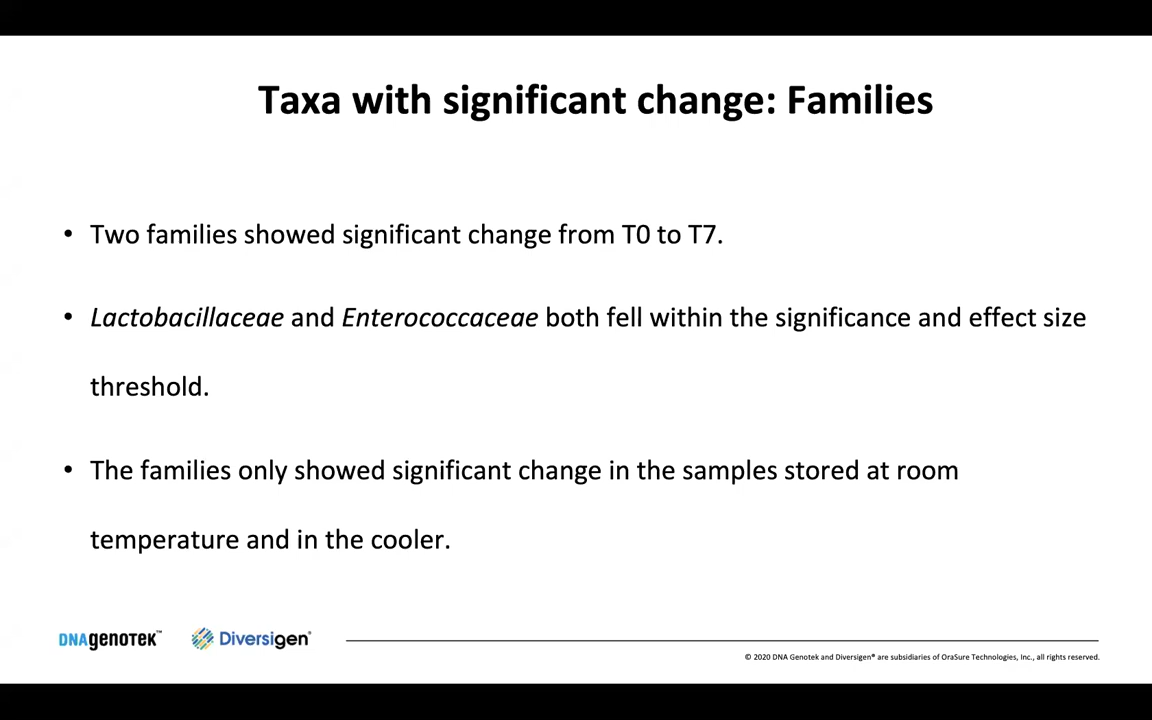 Taxa with significant change: Families
• Two families showed significant change from T0 to T7.
• Lactobacillaceae and Enterococcaceae both fell within the significance and effect size
threshold.
• The families only showed significant change in the samples stored at room
temperature and in the cooler.
DNAgenotek™ Diversigen®
© 2020 DNA Genotek and Diversigen® are subsidiaries of OraSure Technologies, Inc., all rights reserved.